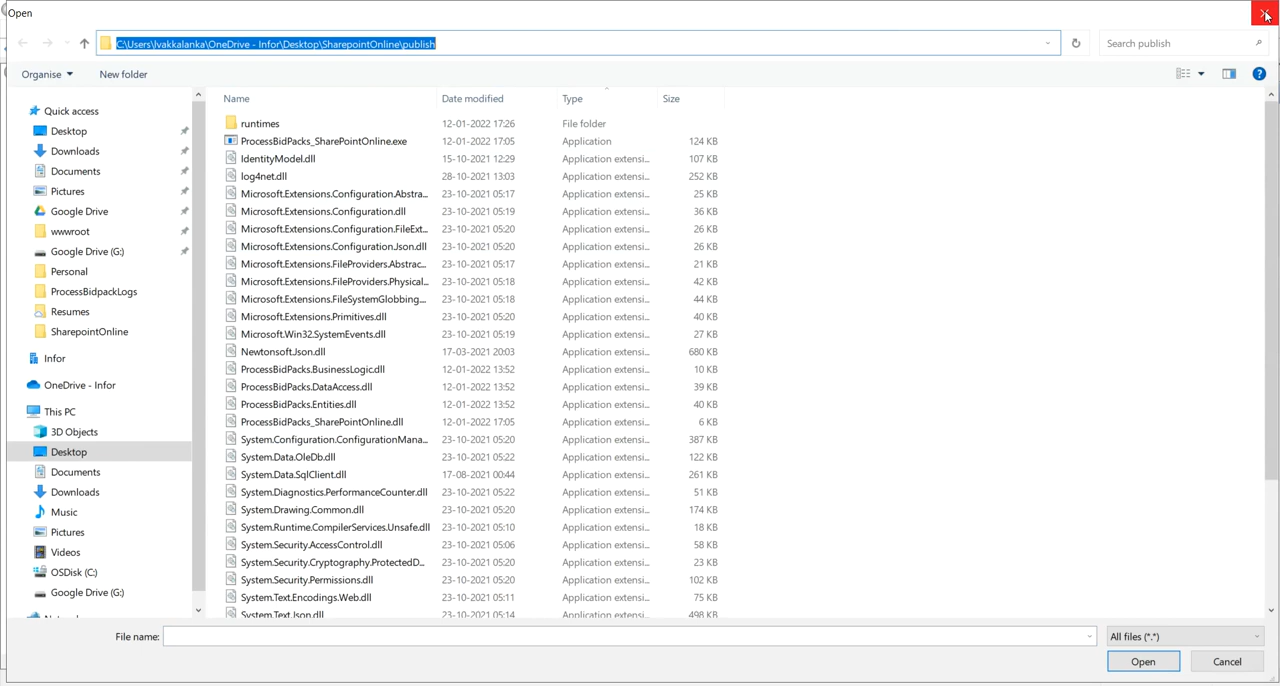 Open
C:\Users\lvakkalanka\OneDrive - Infor\Desktop\SharepointOnline\publish
Search publish
Organise
New folder
Name Date modified Type Size
Quick access
Desktop
Downloads
Documents
Pictures
Google Drive
wwwroot
Google Drive (G:)
Personal
ProcessBidpackLogs
Resumes
SharepointOnline
Infor
OneDrive - Infor
This PC
3D Objects
Desktop
Documents
Downloads
Music
Pictures
Videos
OSDisk (C:)
Google Drive (G:)
runtimes 12-01-2022 17:26 File folder
ProcessBidPacks_SharePointOnline.exe 12-01-2022 17:05 Application 124 KB
IdentityModel.dll 15-10-2021 12:29 Application extensi... 107 KB
log4net.dll 28-10-2021 13:03 Application extensi... 252 KB
Microsoft.Extensions.Configuration.Abstra... 23-10-2021 05:17 Application extensi... 25 KB
Microsoft.Extensions.Configuration.dll 23-10-2021 05:19 Application extensi... 36 KB
Microsoft.Extensions.Configuration.FileExt... 23-10-2021 05:20 Application extensi... 26 KB
Microsoft.Extensions.Configuration.Json.dll 23-10-2021 05:20 Application extensi... 26 KB
Microsoft.Extensions.FileProviders.Abstrac... 23-10-2021 05:17 Application extensi... 21 KB
Microsoft.Extensions.FileProviders.Physical... 23-10-2021 05:18 Application extensi... 42 KB
Microsoft.Extensions.FileSystemGlobbing.... 23-10-2021 05:18 Application extensi... 44 KB
Microsoft.Extensions.Primitives.dll 23-10-2021 05:20 Application extensi... 40 KB
Microsoft.Win32.SystemEvents.dll 23-10-2021 05:19 Application extensi... 27 KB
Newtonsoft.Json.dll 17-03-2021 20:03 Application extensi... 680 KB
ProcessBidPacks.BusinessLogic.dll 12-01-2022 13:52 Application extensi... 10 KB
ProcessBidPacks.DataAccess.dll 12-01-2022 13:52 Application extensi... 39 KB
ProcessBidPacks.Entities.dll 12-01-2022 13:52 Application extensi... 40 KB
ProcessBidPacks_SharePointOnline.dll 12-01-2022 17:05 Application extensi... 6 KB
System.Configuration.ConfigurationMana... 23-10-2021 05:20 Application extensi... 387 KB
System.Data.OleDb.dll 23-10-2021 05:22 Application extensi... 122 KB
System.Data.SqlClient.dll 17-08-2021 00:44 Application extensi... 261 KB
System.Diagnostics.PerformanceCounter.dll 23-10-2021 05:22 Application extensi... 51 KB
System.Drawing.Common.dll 23-10-2021 05:20 Application extensi... 174 KB
System.Runtime.CompilerServices.Unsafe.dll 23-10-2021 05:10 Application extensi... 18 KB
System.Security.AccessControl.dll 23-10-2021 05:06 Application extensi... 58 KB
System.Security.Cryptography.ProtectedD... 23-10-2021 05:20 Application extensi... 23 KB
System.Security.Permissions.dll 23-10-2021 05:20 Application extensi... 102 KB
System.Text.Encodings.Web.dll 23-10-2021 05:11 Application extensi... 75 KB
System.Text.Json.dll 23-10-2021 05:14 Application extensi... 498 KB
File name:
All files (*.*)
Open
Cancel